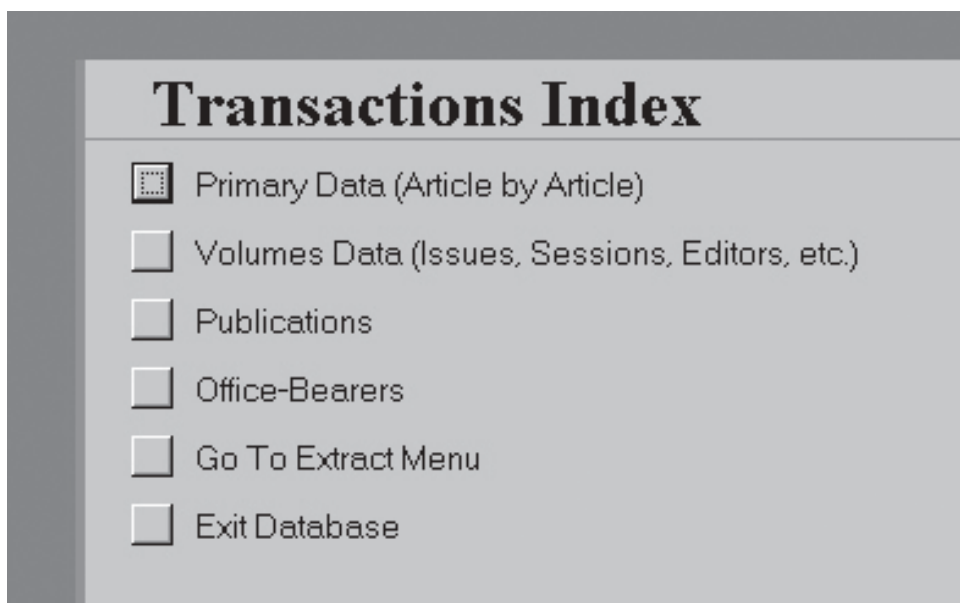 Transactions Index
Primary Data (Article by Article)
Volumes Data (Issues, Sessions, Editors, etc.)
Publications
Office-Bearers
Go To Extract Menu
Exit Database